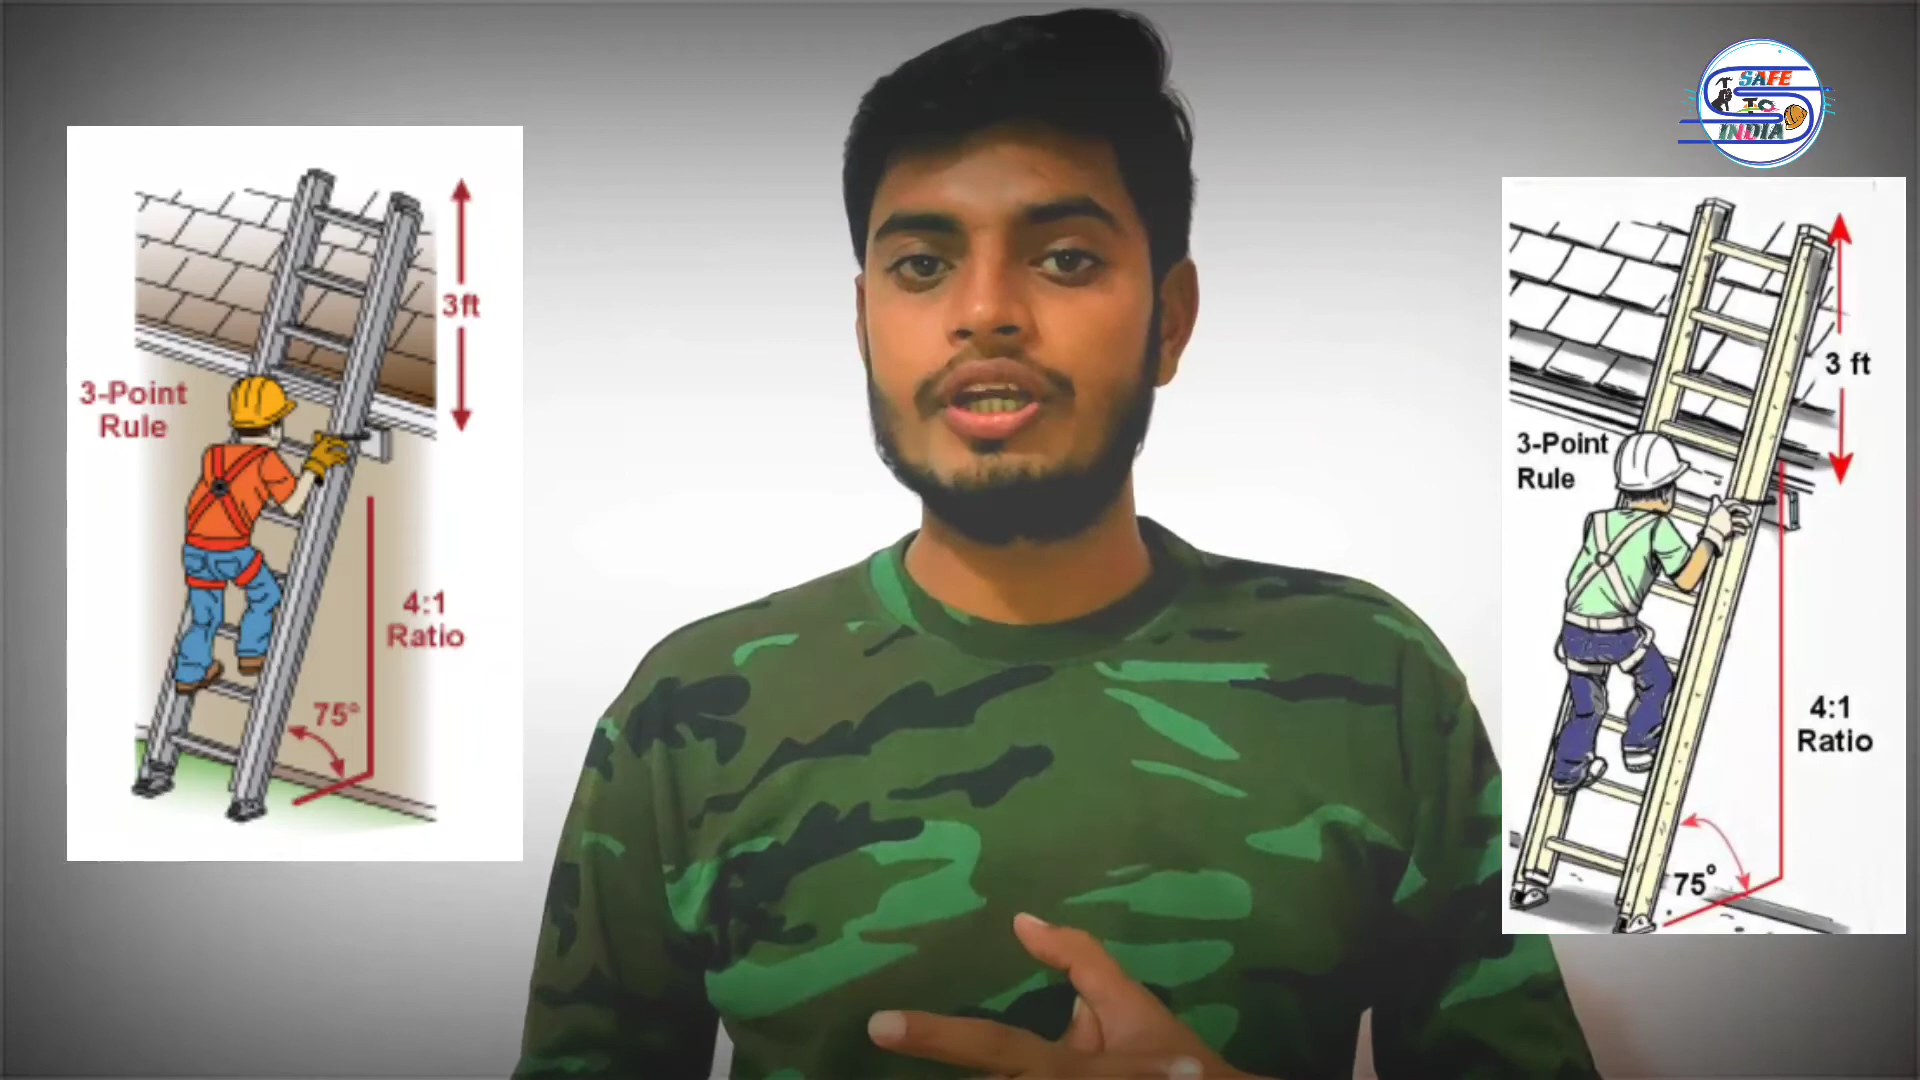 SAFE
TO
INDIA
3ft
3-Point
Rule
4:1
Ratio
75°
3 ft
3-Point
Rule
4:1
Ratio
75°